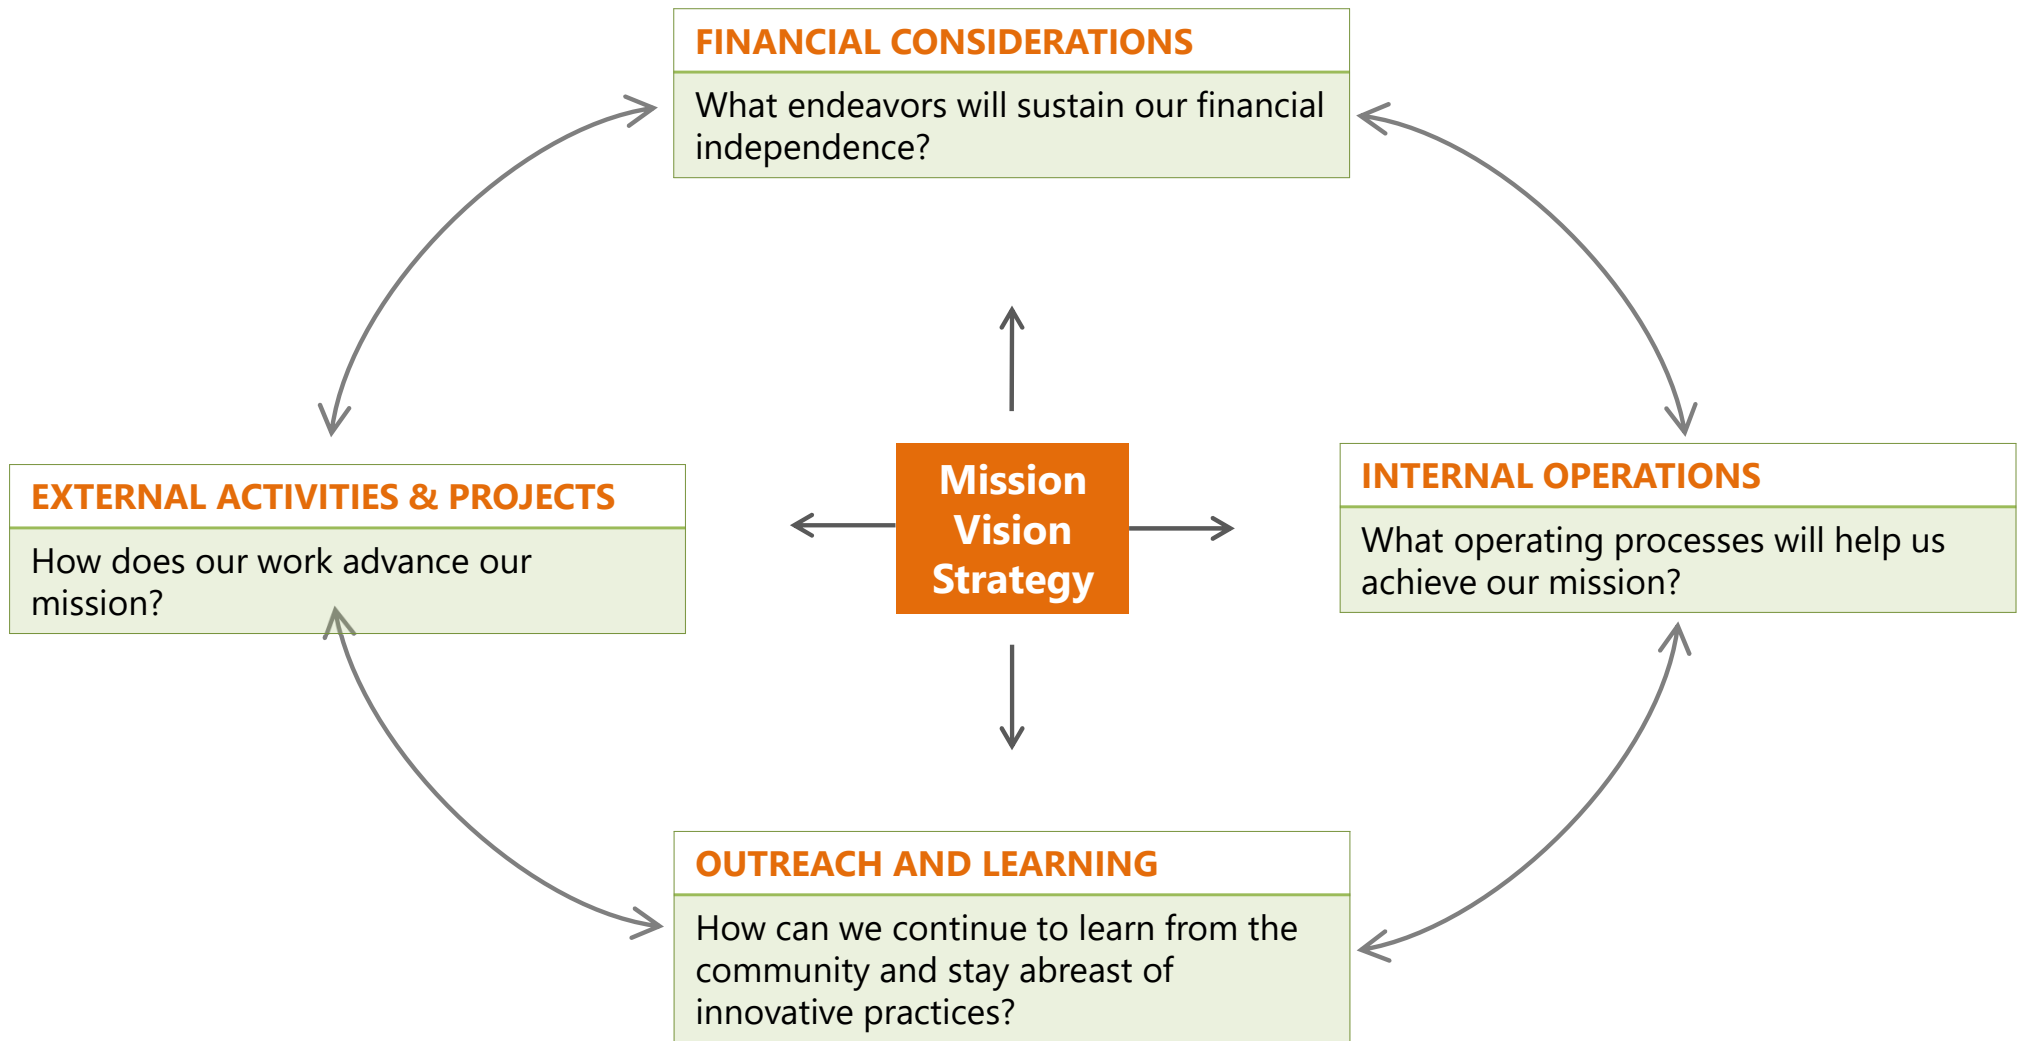 FINANCIAL CONSIDERATIONS
What endeavors will sustain our financial
independence?
EXTERNAL ACTIVITIES & PROJECTS
How does our work advance our
mission?
Mission
Vision
Strategy
INTERNAL OPERATIONS
What operating processes will help us
achieve our mission?
OUTREACH AND LEARNING
How can we continue to learn from the
community and stay abreast of
innovative practices?